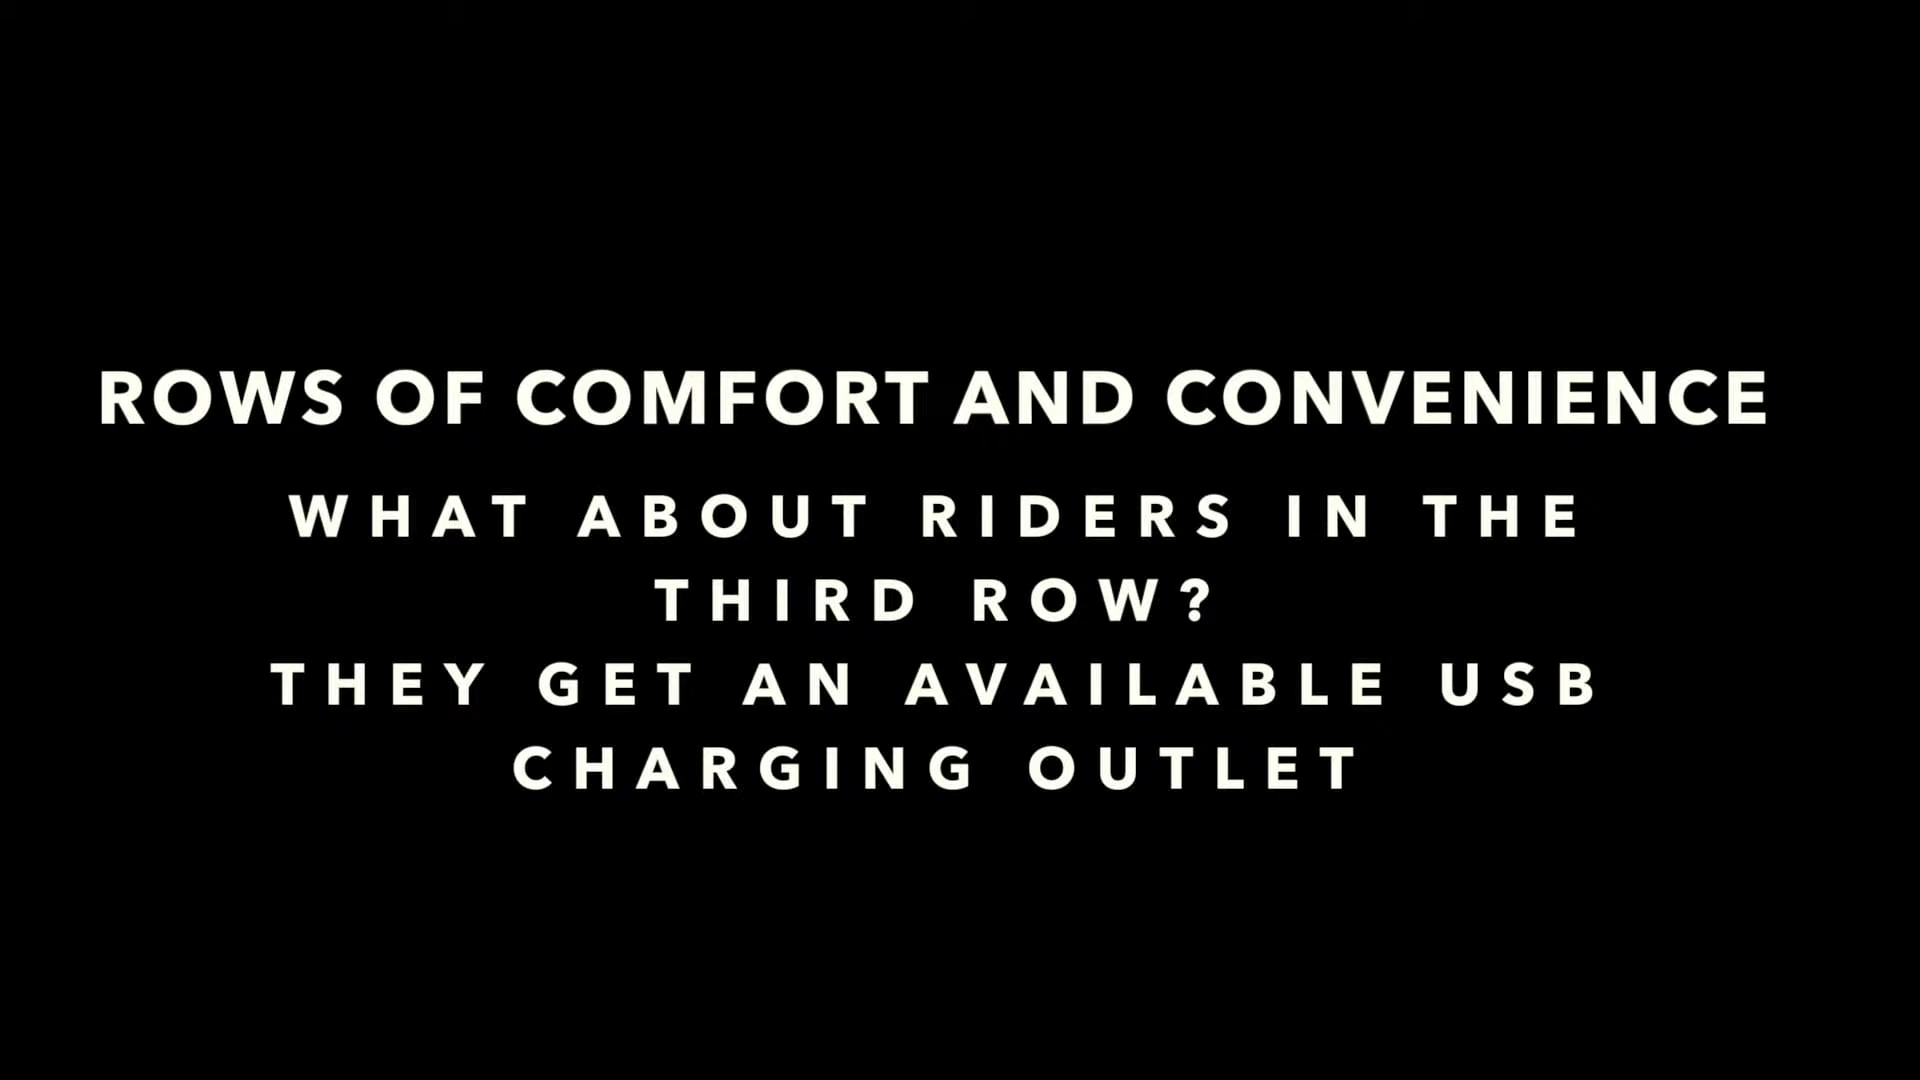 ROWS OF COMFORT AND CONVENIENCE
WHAT ABOUT RIDERS IN THE
THIRD ROW?
THEY GET AN AVAILABLE USB
CHARGING OUTLET